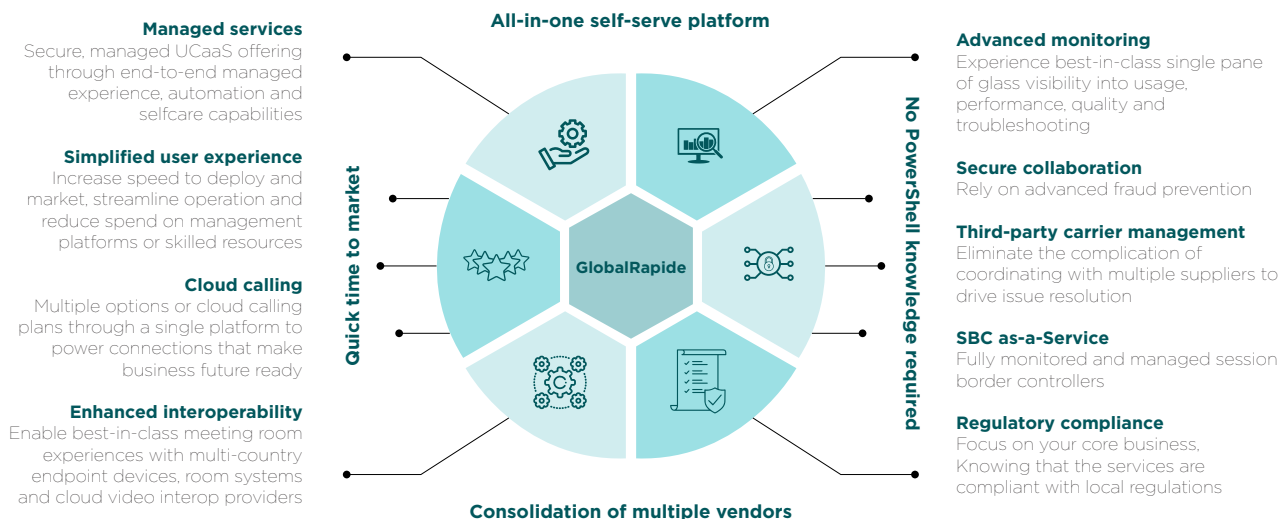 All-in-one self-serve platform
Managed services
Secure, managed UCaaS offering
through end-to-end managed
experience, automation and
selfcare capabilities
Simplified user experience
Increase speed to deploy and
market, streamline operation and
reduce spend on management
platforms or skilled resources
Cloud calling
Multiple options or cloud calling
plans through a single platform to
power connections that make
business future ready
Enhanced interoperability
Enable best-in-class meeting room
experiences with multi-country
endpoint devices, room systems
and cloud video interop providers
Quick time to market
GlobalRapide
No PowerShell knowledge required
Advanced monitoring
Experience best-in-class single pane
of glass visibility into usage,
performance, quality and
troubleshooting
Secure collaboration
Rely on advanced fraud prevention
Third-party carrier management
Eliminate the complication of
coordinating with multiple suppliers to
drive issue resolution
SBC as-a-Service
Fully monitored and managed session
border controllers
Regulatory compliance
Focus on your core business,
Knowing that the services are
compliant with local regulations
Consolidation of multiple vendors